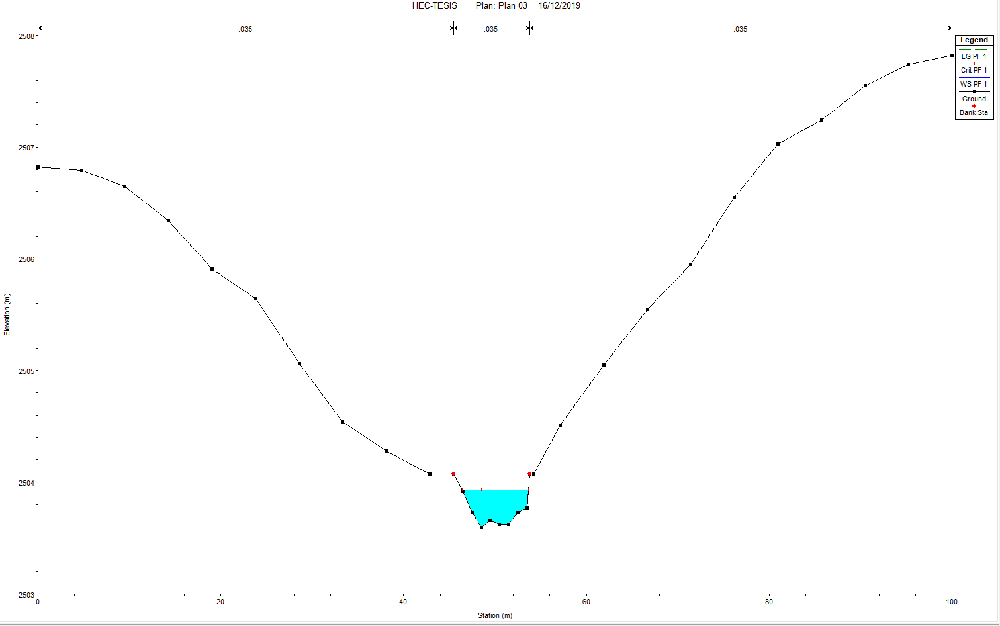 HEC-TESIS Plan: Plan 03 16/12/2019
.035 .035 .035
Legend
EG PF 1
Crit PF 1
WS PF 1
Ground
Bank Sta
2508
2507
2506
2505
2504
2503
Elevation (m)
0 20 40 60 80 100
Station (m)